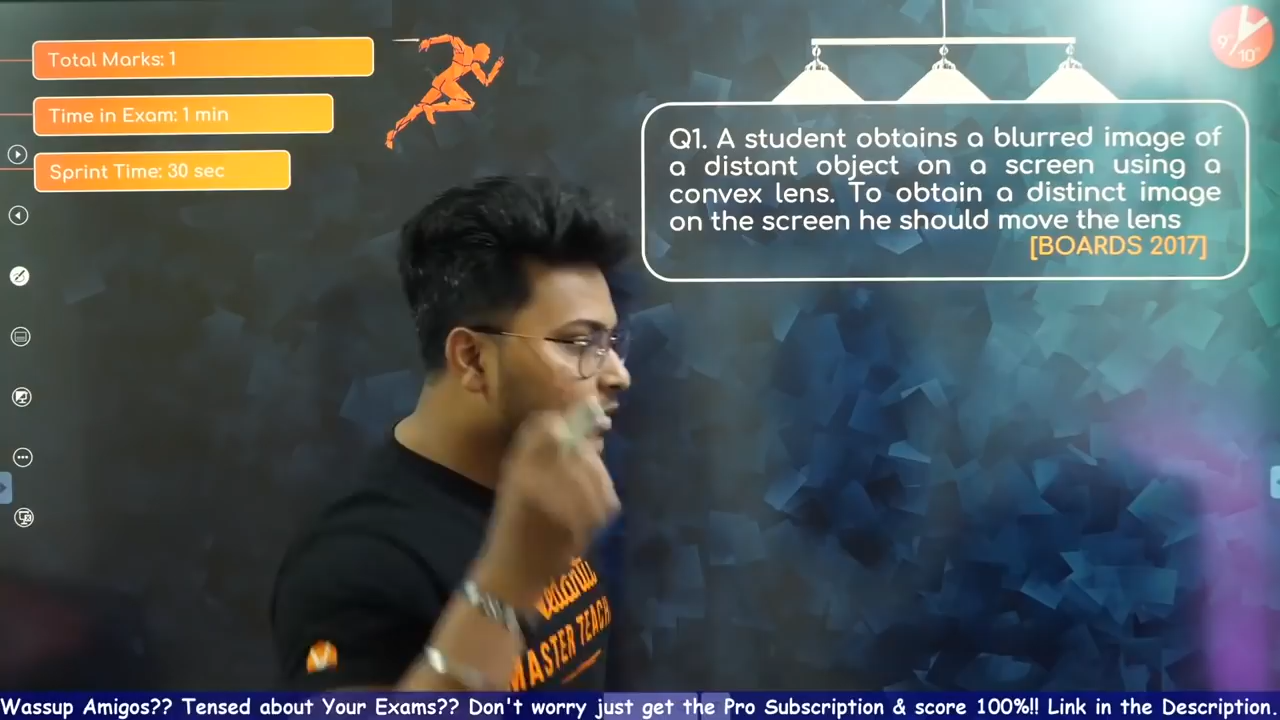 Total Marks: 1
Time in Exam: 1 min
Sprint Time: 30 sec
9th
10th
Q1. A student obtains a blurred image of
a distant object on a screen using a
convex lens. To obtain a distinct image
on the screen he should move the lens
[BOARDS 2017]
Vedantu
MASTER TEACH
Wassup Amigos?? Tensed about Your Exams?? Don't worry just get the Pro Subscription & score 100%!! Link in the Description.